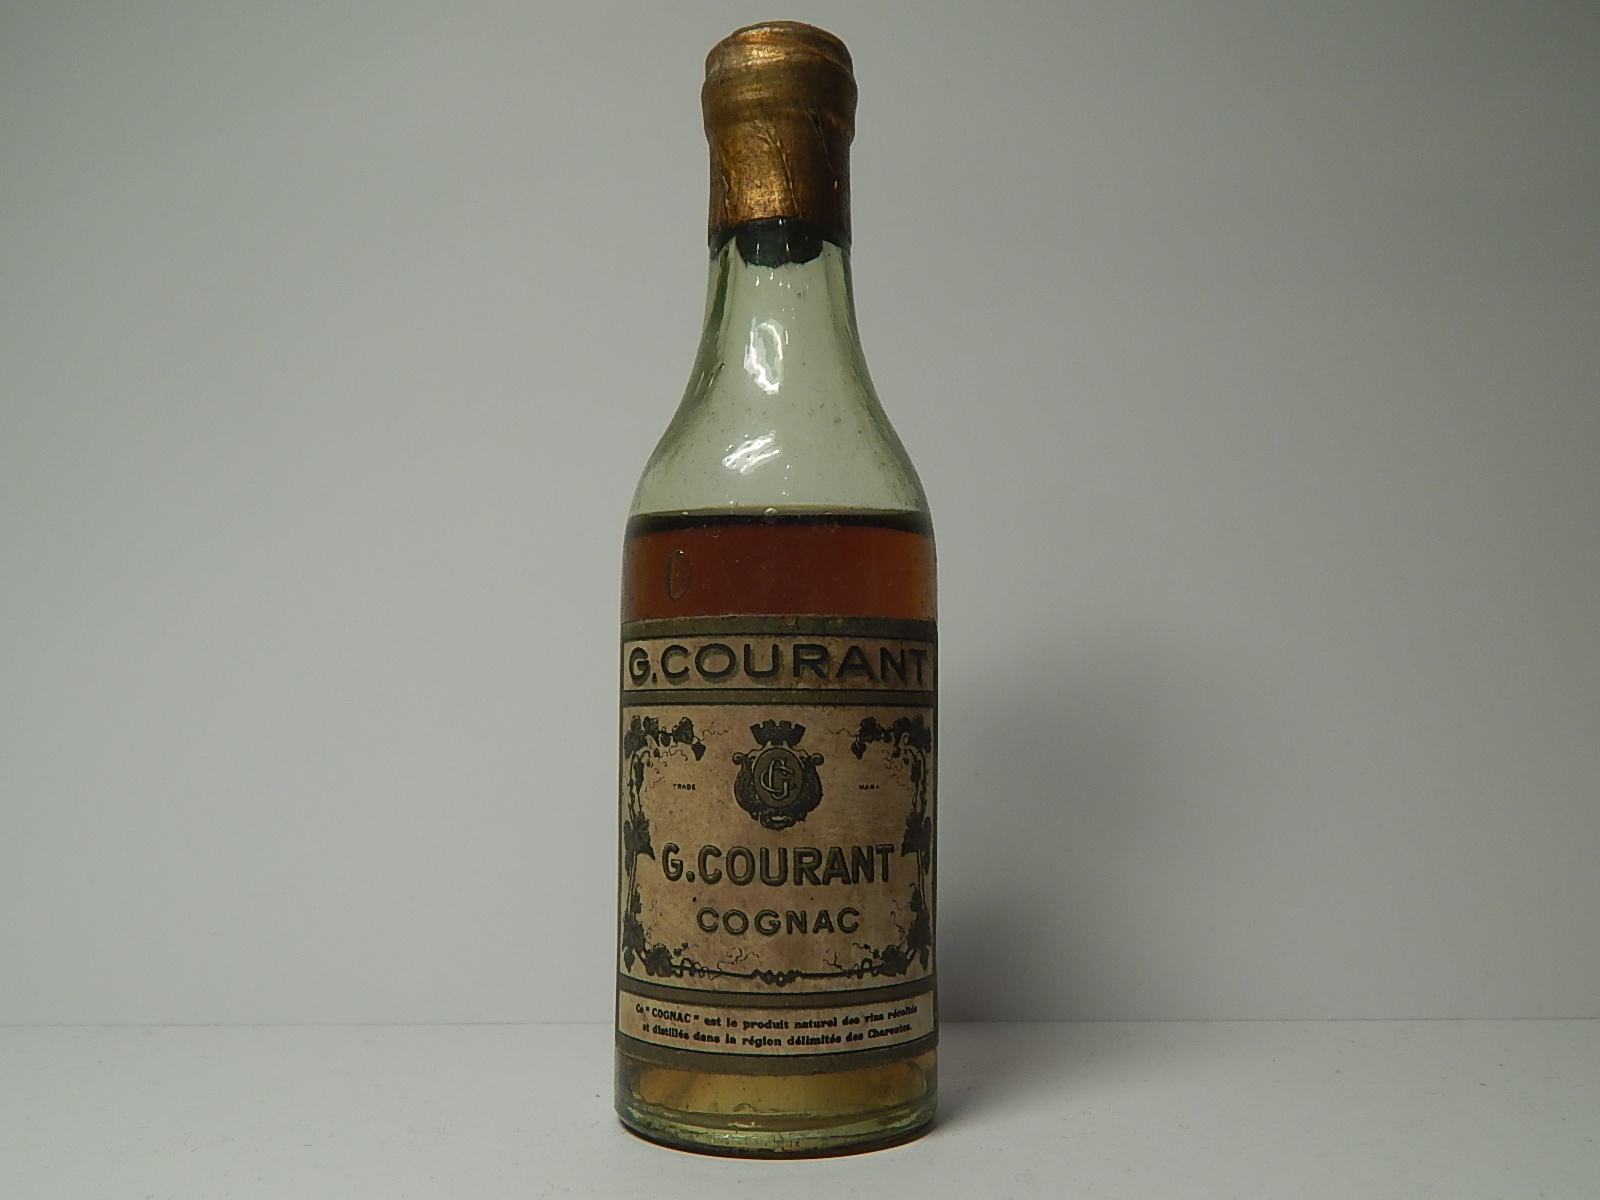 G.COURANT
GC
TRADE MARK
G.COURANT
COGNAC
Ce "COGNAC" est le produit naturel des vins récoltés
et distillés dans la région délimitée des Charentes.